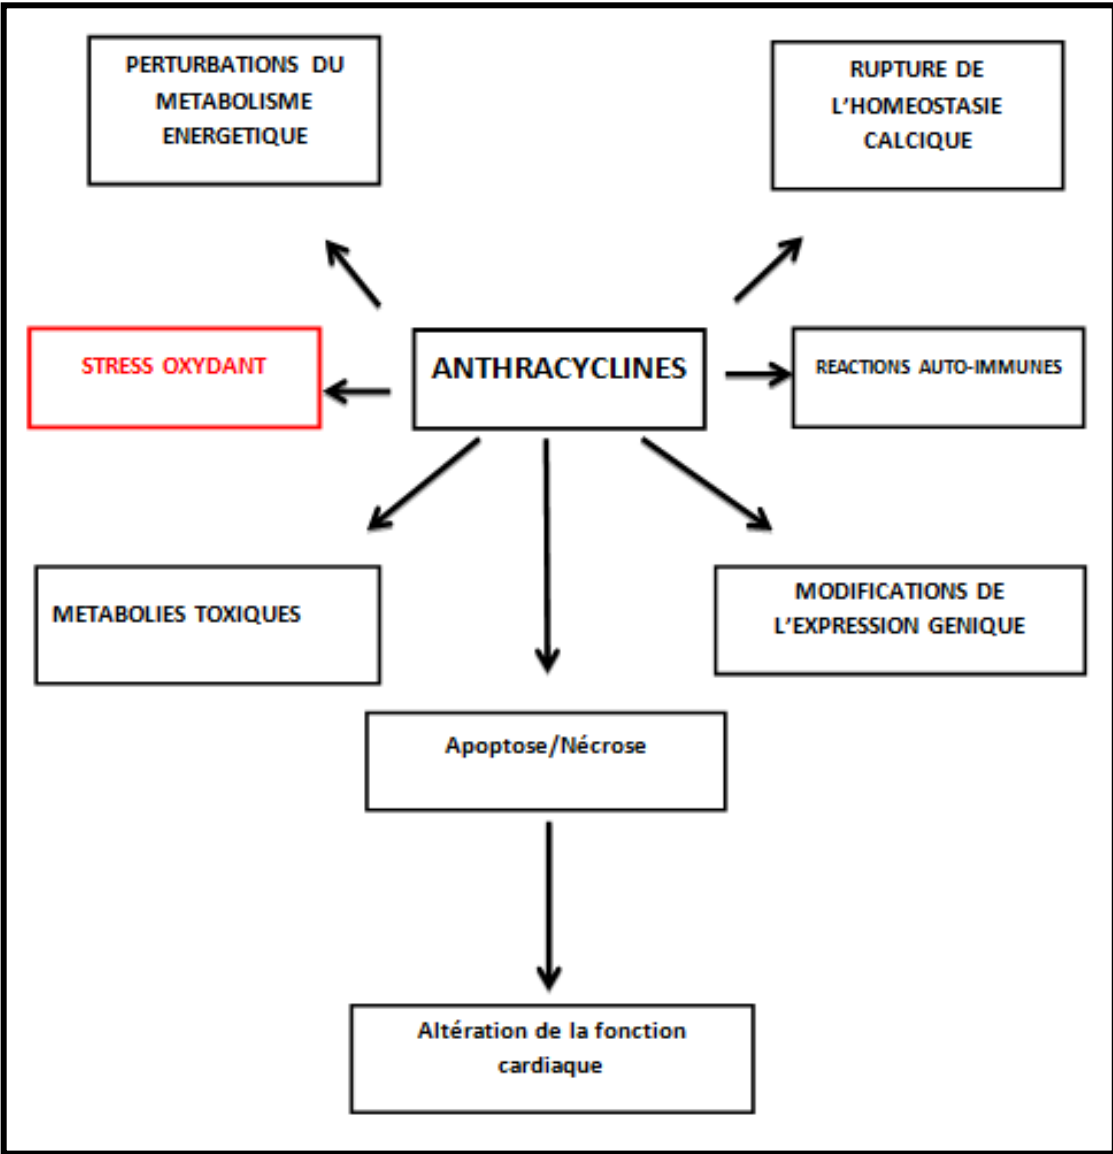 PERTURBATIONS DU
METABOLISME
ENERGETIQUE
RUPTURE DE
L'HOMEOSTASIE
CALCIQUE
STRESS OXYDANT
ANTHRACYCLINES
REACTIONS AUTO-IMMUNES
METABOLIES TOXIQUES
MODIFICATIONS DE
L'EXPRESSION GENIQUE
Apoptose/Nécrose
Altération de la fonction
cardiaque